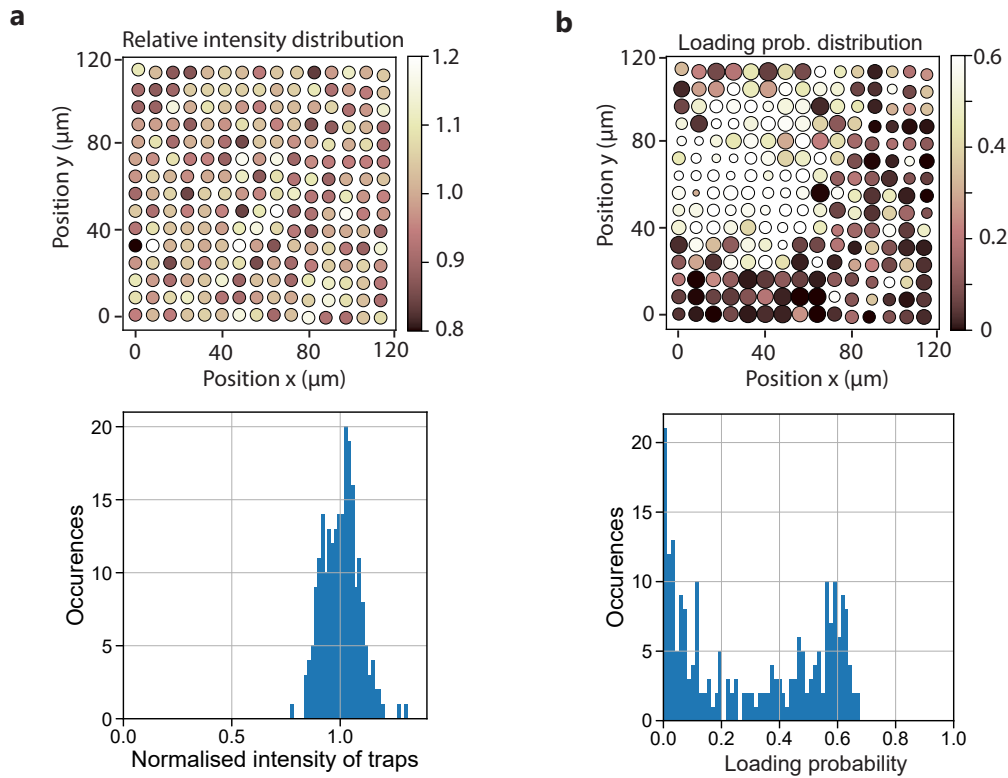 a
Relative intensity distribution
120
80
40
0
Position y (μm)
0 40 80 120
Position x (μm)
1.2
1.1
1.0
0.9
0.8
b
Loading prob. distribution
120
80
40
0
Position y (μm)
0 40 80 120
Position x (μm)
0.6
0.4
0.2
0
20
15
10
5
0
Occurences
0.0 0.5 1.0
Normalised intensity of traps
20
15
10
5
0
Occurences
0.0 0.2 0.4 0.6 0.8 1.0
Loading probability